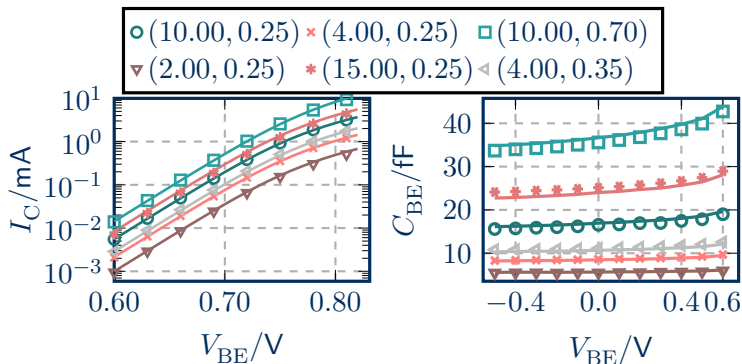 (10.00, 0.25) (4.00, 0.25) (10.00, 0.70)
(2.00, 0.25) (15.00, 0.25) (4.00, 0.35)
I_C/mA
10^1
10^0
10^−1
10^−2
10^−3
0.60 0.70 0.80
V_BE/V
C_BE/fF
40
30
20
10
−0.4 0.0 0.4 0.6
V_BE/V